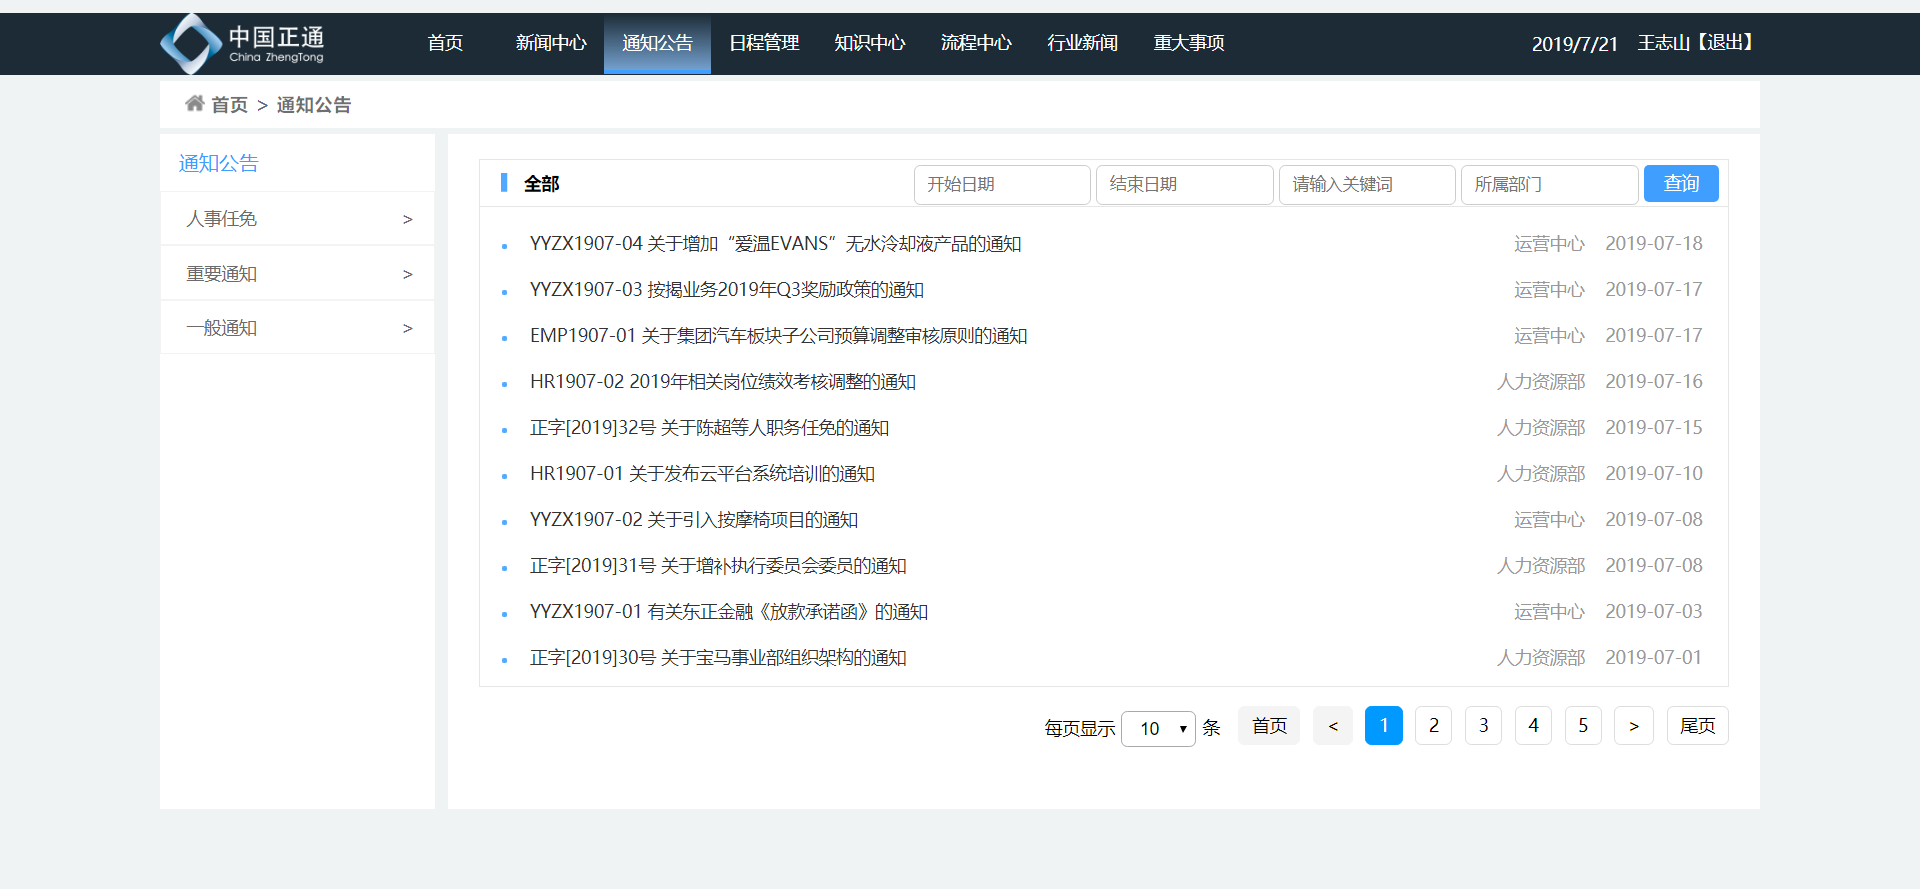 中国正通
China ZhengTong
首页 新闻中心 通知公告 日程管理 知识中心 流程中心 行业新闻 重大事项 2019/7/21 王志山【退出】
首页 > 通知公告
通知公告
人事任免 >
重要通知 >
一般通知 >
全部 开始日期 结束日期 请输入关键词 所属部门 查询
YYZX1907-04 关于增加“爱温EVANS”无水冷却液产品的通知 运营中心 2019-07-18
YYZX1907-03 按揭业务2019年Q3奖励政策的通知 运营中心 2019-07-17
EMP1907-01 关于集团汽车板块子公司预算调整审核原则的通知 运营中心 2019-07-17
HR1907-02 2019年相关岗位绩效考核调整的通知 人力资源部 2019-07-16
正字[2019]32号 关于陈超等人职务任免的通知 人力资源部 2019-07-15
HR1907-01 关于发布云平台系统培训的通知 人力资源部 2019-07-10
YYZX1907-02 关于引入按摩椅项目的通知 运营中心 2019-07-08
正字[2019]31号 关于增补执行委员会委员的通知 人力资源部 2019-07-08
YYZX1907-01 有关东正金融《放款承诺函》的通知 运营中心 2019-07-03
正字[2019]30号 关于宝马事业部组织架构的通知 人力资源部 2019-07-01
每页显示 10 条 首页 < 1 2 3 4 5 > 尾页